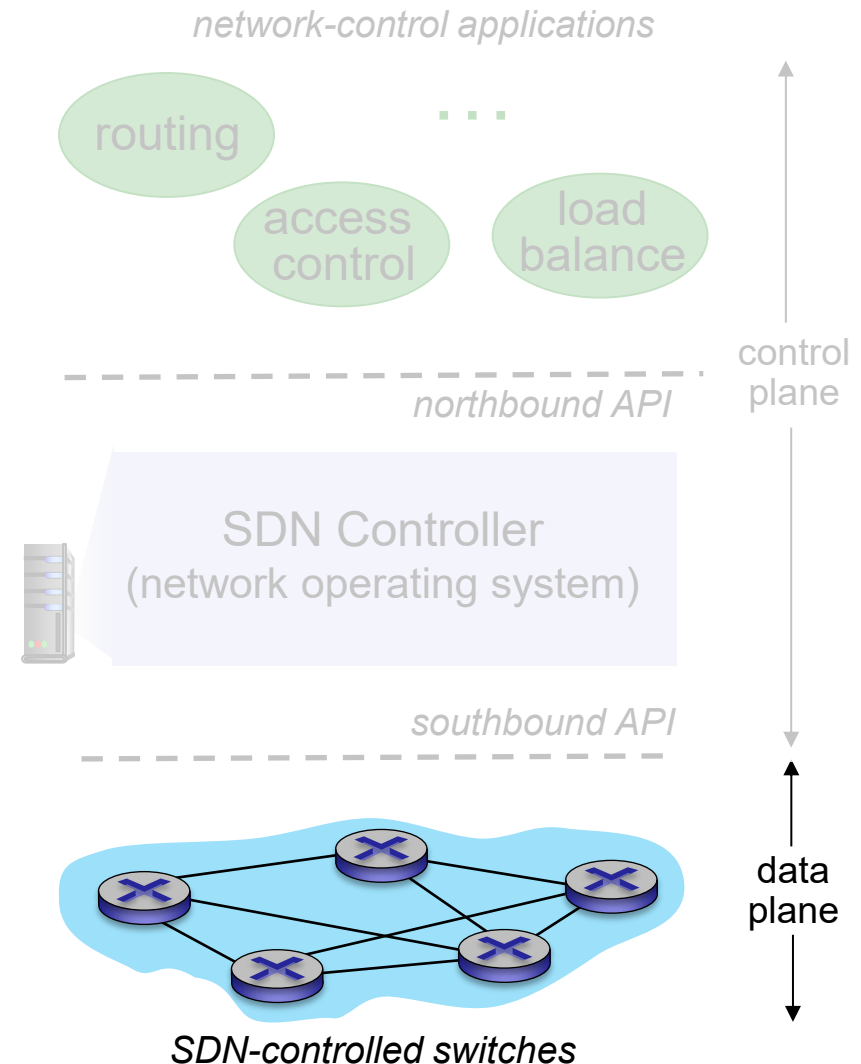 network-control applications
routing
...
access
control
load
balance
control
plane
northbound API
SDN Controller
(network operating system)
southbound API
data
plane
SDN-controlled switches